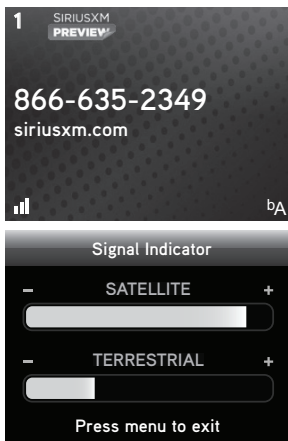 1 SIRIUSXM
PREVIEW
866-635-2349
siriusxm.com
bA
Signal Indicator
− SATELLITE +
− TERRESTRIAL +
Press menu to exit